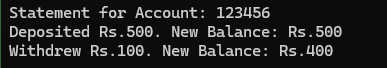 Statement for Account: 123456
Deposited Rs.500. New Balance: Rs.500
Withdrew Rs.100. New Balance: Rs.400